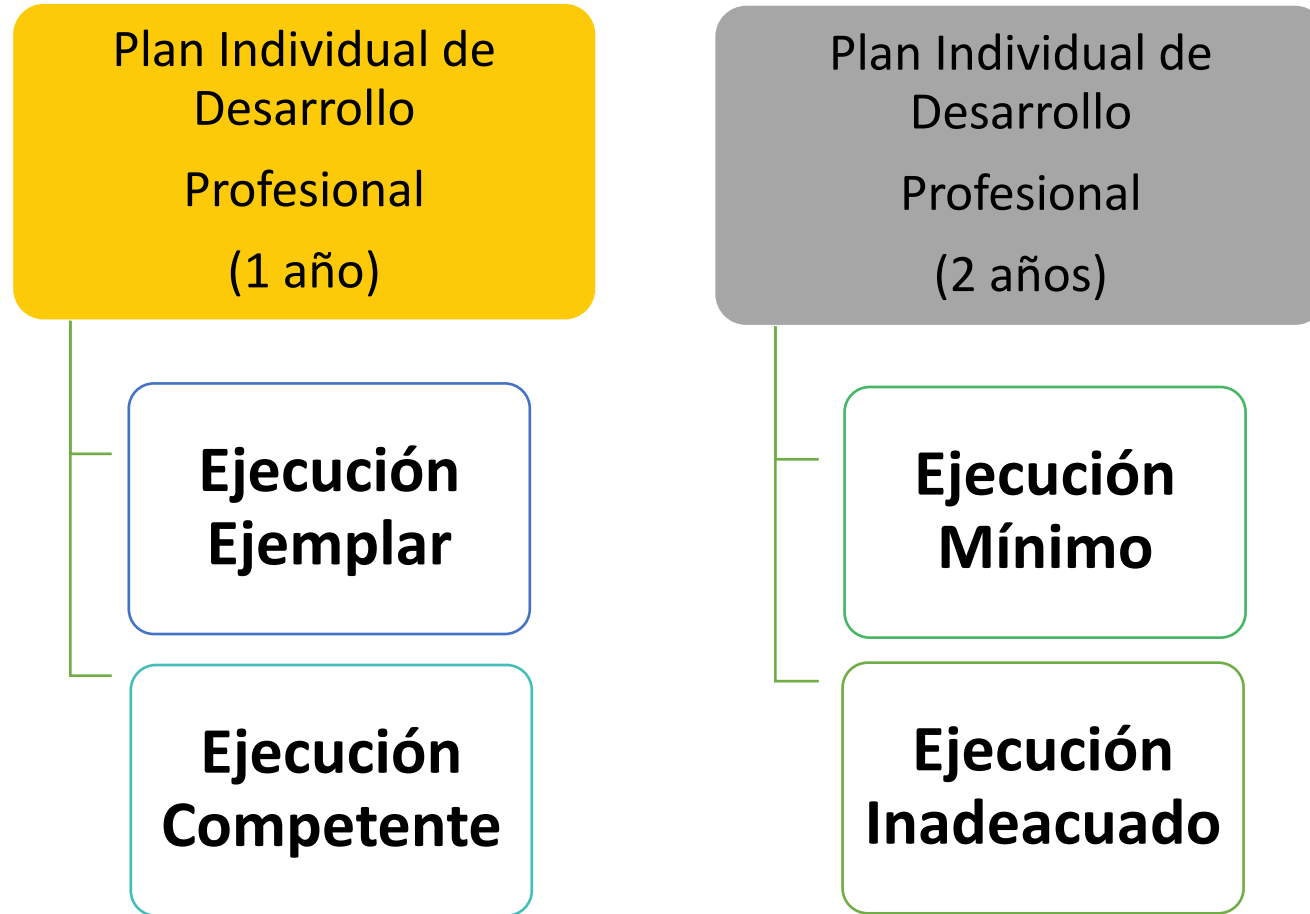 Plan Individual de
Desarrollo
Profesional
(1 año)
Ejecución
Ejemplar
Ejecución
Competente
Plan Individual de
Desarrollo
Profesional
(2 años)
Ejecución
Mínimo
Ejecución
Inadeacuado